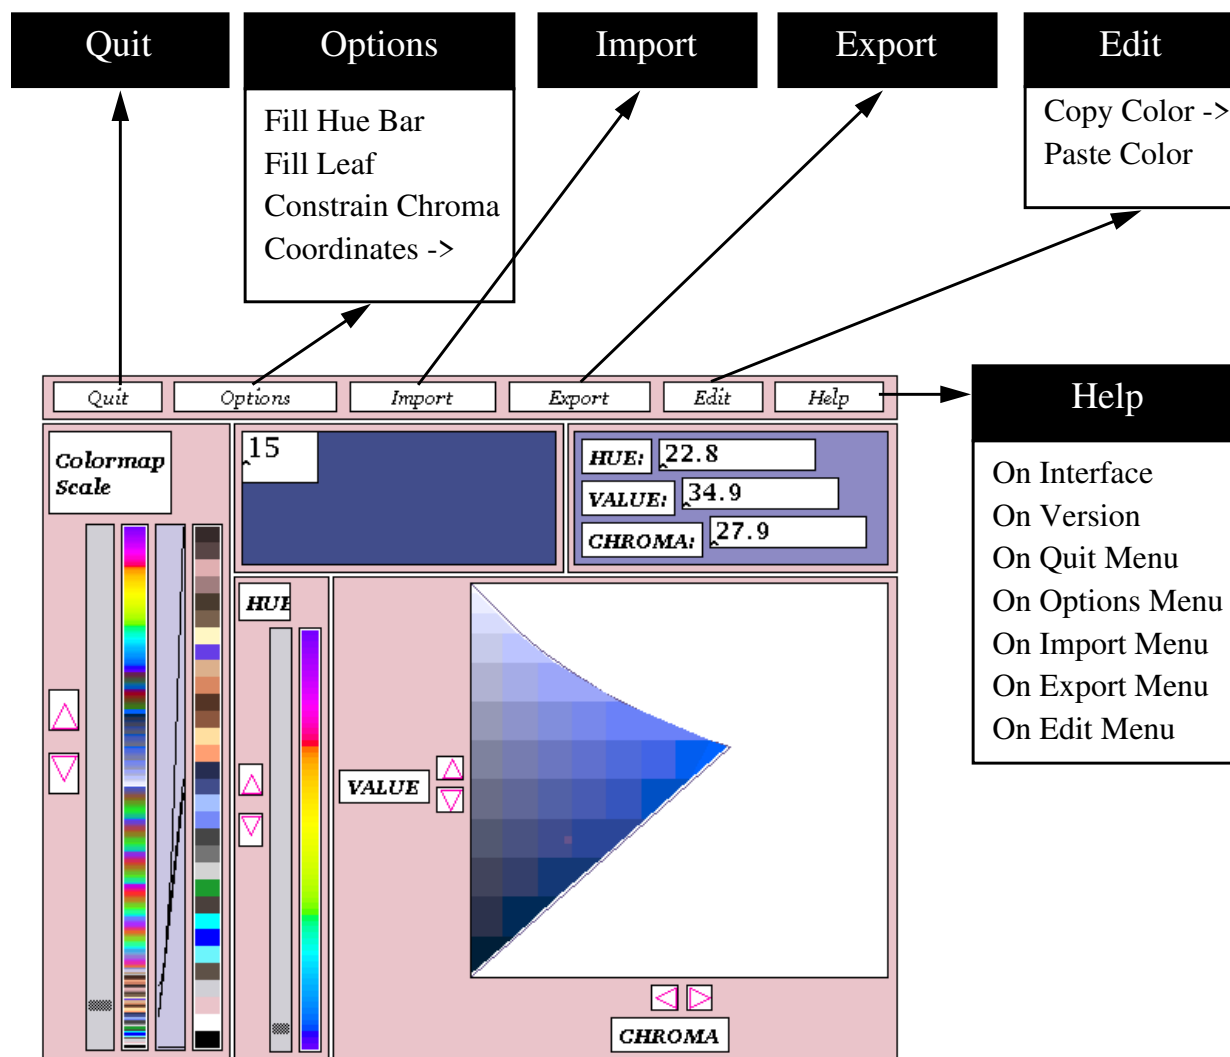 Quit
Options
Import
Export
Edit
Fill Hue Bar
Fill Leaf
Constrain Chroma
Coordinates ->
Copy Color ->
Paste Color
Quit
Options
Import
Export
Edit
Help
Help
On Interface
On Version
On Quit Menu
On Options Menu
On Import Menu
On Export Menu
On Edit Menu
Colormap
Scale
15
HUE: 22.8
VALUE: 34.9
CHROMA: 27.9
HUE
VALUE
CHROMA